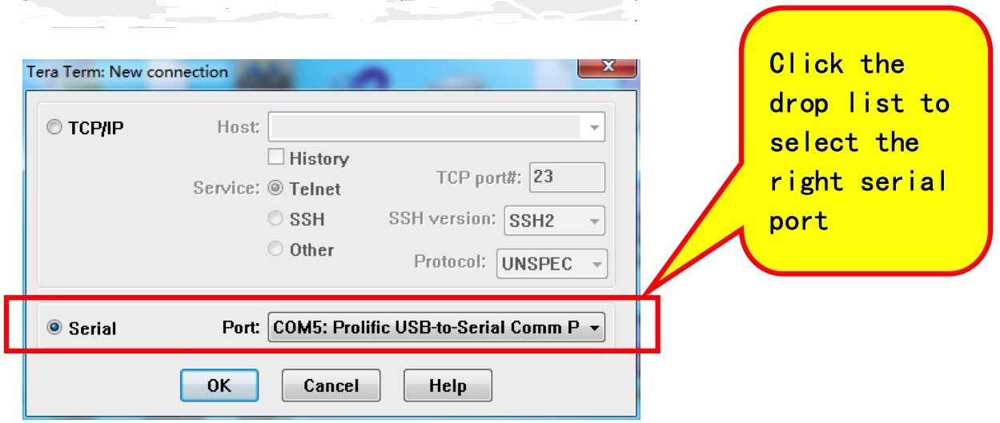 Tera Term: New connection
TCP/IP Host:
History
Service: Telnet TCP port#: 23
SSH SSH version: SSH2
Other Protocol: UNSPEC
Serial Port: COM5: Prolific USB-to-Serial Comm P
OK Cancel Help
Click the
drop list to
select the
right serial
port